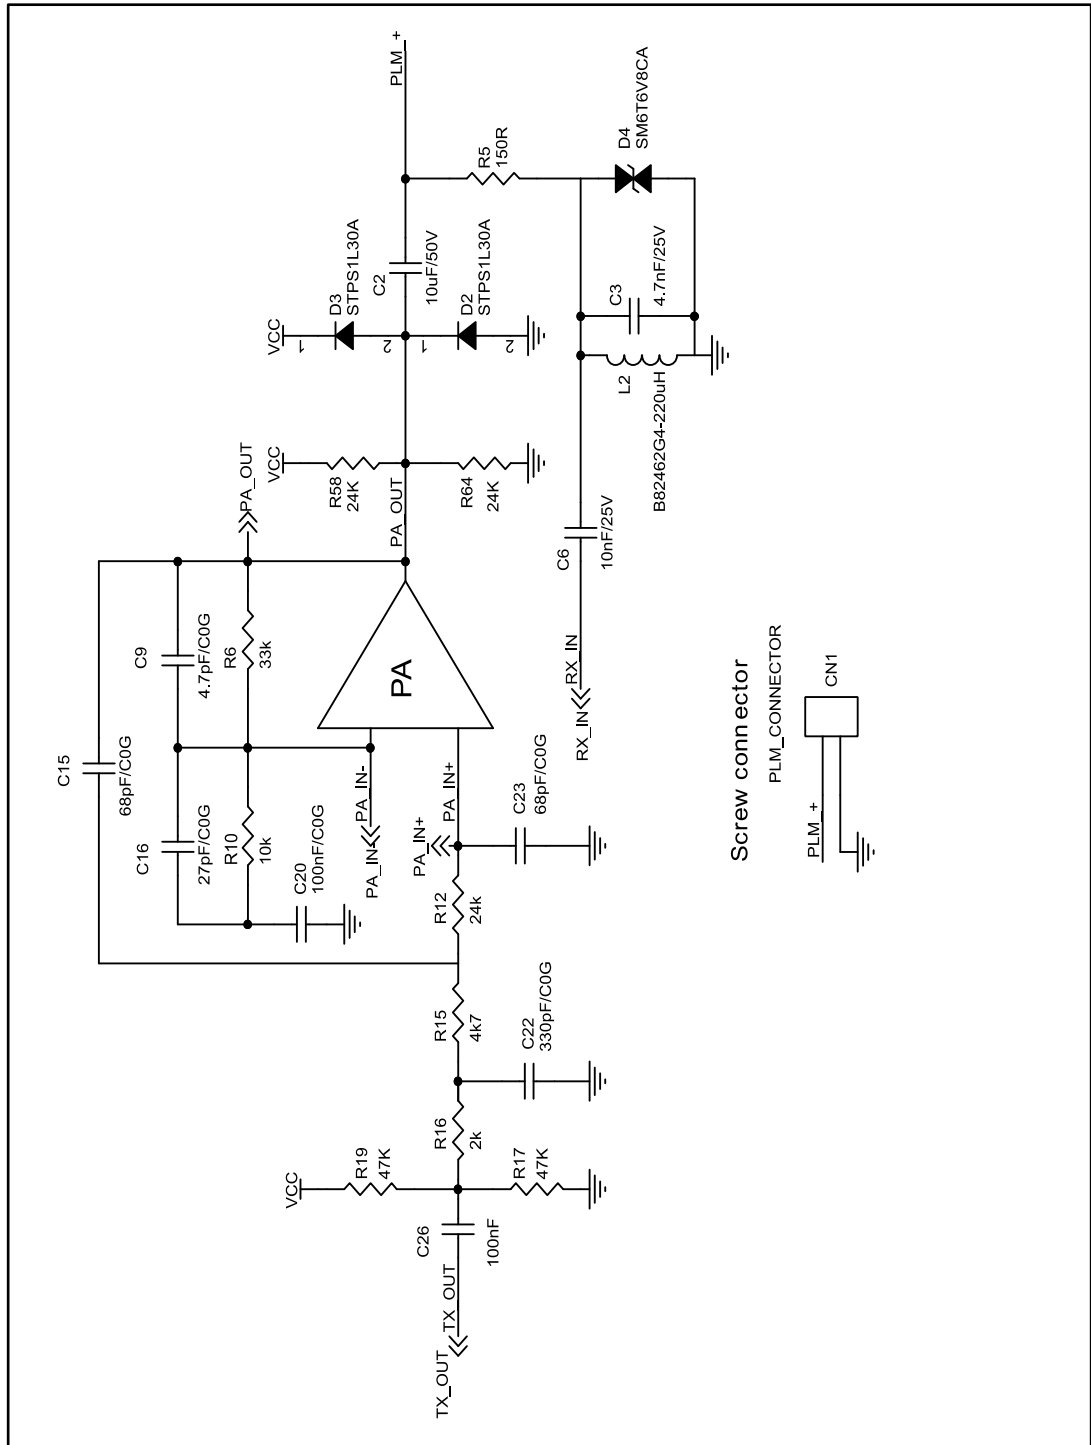 PLM_+
R5
150R
D4
SM6T6V8CA
C2
10uF/50V
VCC
1
D3
STPS1L30A
2
1
D2
STPS1L30A
2
C3
4.7nF/25V
L2
B82462G4-220uH
PA_OUT
VCC
R58
24K
PA_OUT
R64
24K
C6
10nF/25V
RX_IN
RX_IN
C15
68pF/C0G
C9
4.7pF/C0G
R6
33k
PA
C16
27pF/C0G
R10
10k
C20
100nF/C0G
PA_IN-
PA_IN-
PA_IN+
PA_IN+
C23
68pF/C0G
R12
24k
R15
4k7
C22
330pF/C0G
R16
2k
VCC
R19
47K
R17
47K
C26
100nF
TX_OUT
TX_OUT
Screw connector
PLM_CONNECTOR
CN1
PLM_+